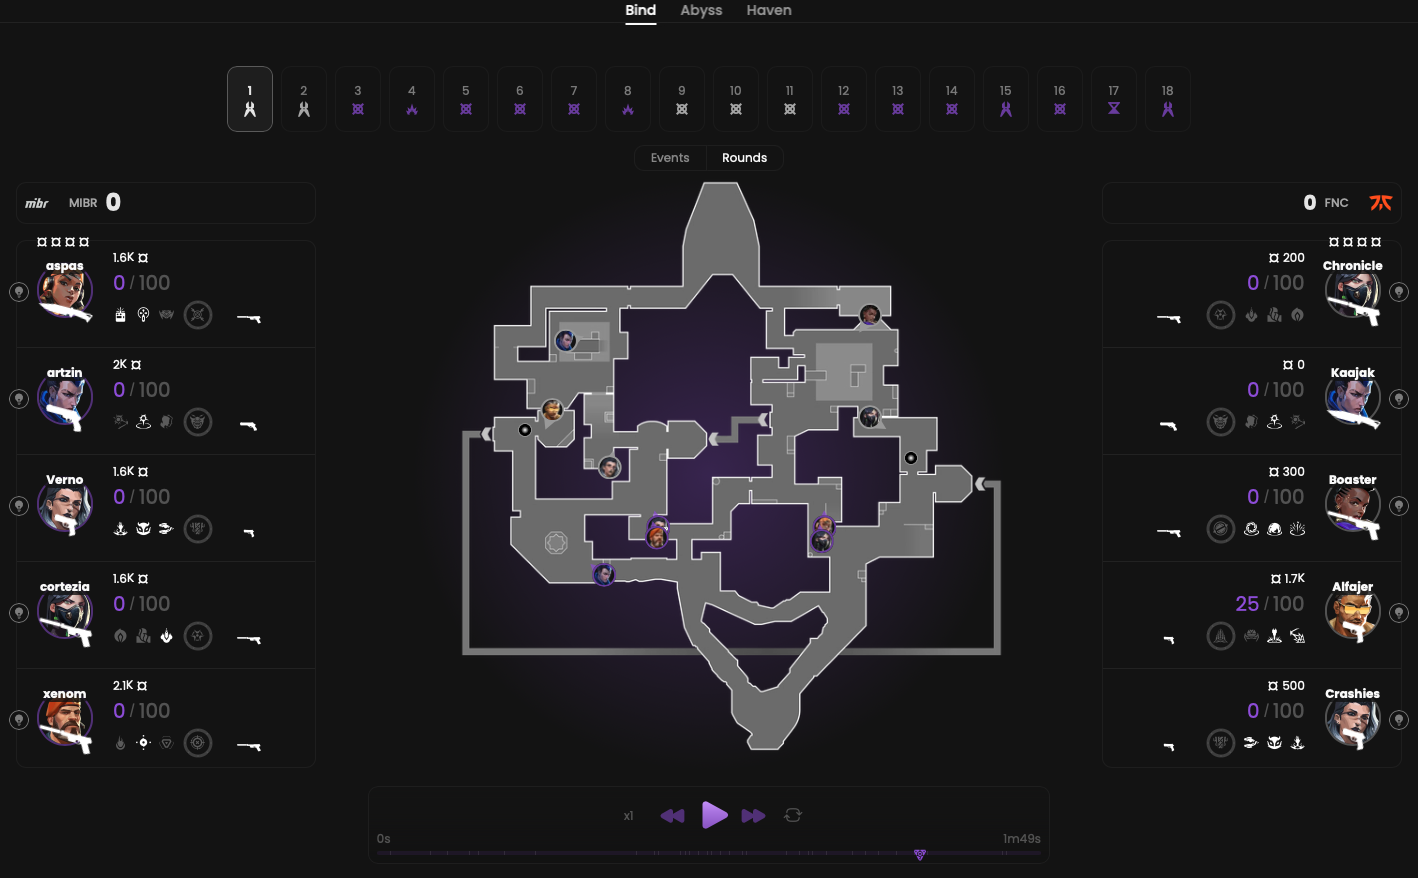 Bind Abyss Haven
1 2 3 4 5 6 7 8 9 10 11 12 13 14 15 16 17 18
Events Rounds
mibr MIBR 0
0 FNC
aspas
1.6K
0 / 100
artzin
2K
0 / 100
Verno
1.6K
0 / 100
cortezia
1.6K
0 / 100
xenom
2.1K
0 / 100
200
Chronicle
0 / 100
0
Kaajak
0 / 100
300
Boaster
0 / 100
1.7K
Alfajer
25 / 100
500
Crashies
0 / 100
x1
0s 1m49s